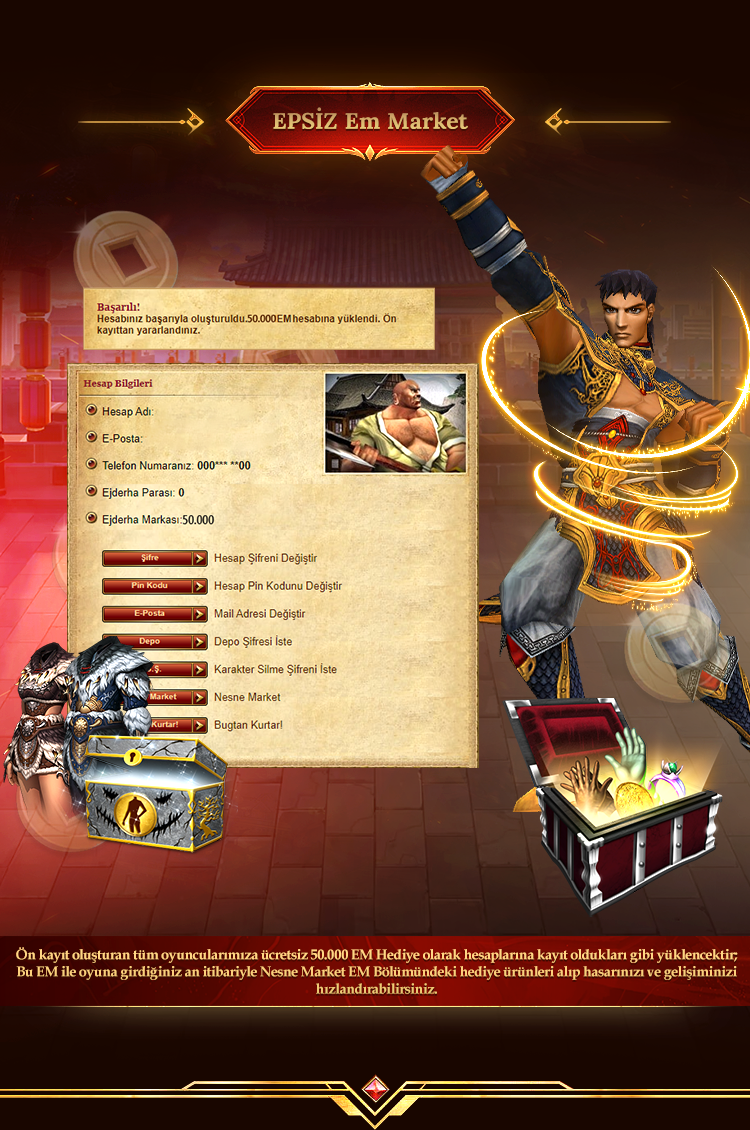 EPSİZ Em Market
Başarılı!
Hesabınız başarıyla oluşturuldu.50.000EM hesabına yüklendi. Ön
kayıttan yararlandınız.
Hesap Bilgileri
Hesap Adı:
E-Posta:
Telefon Numaranız: 000*** **00
Ejderha Parası: 0
Ejderha Markası:50.000
Şifre Hesap Şifreni Değiştir
Pin Kodu Hesap Pin Kodunu Değiştir
E-Posta Mail Adresi Değiştir
Depo Depo Şifresi İste
.Ş. Karakter Silme Şifreni İste
Market Nesne Market
Kurtar! Bugtan Kurtar!
Ön kayıt oluşturan tüm oyuncularımıza ücretsiz 50.000 EM Hediye olarak hesaplarına kayıt oldukları gibi yüklencektir;
Bu EM ile oyuna girdiğiniz an itibariyle Nesne Market EM Bölümündeki hediye ürünleri alıp hasarınızı ve gelişiminizi
hızlandırabilirsiniz.